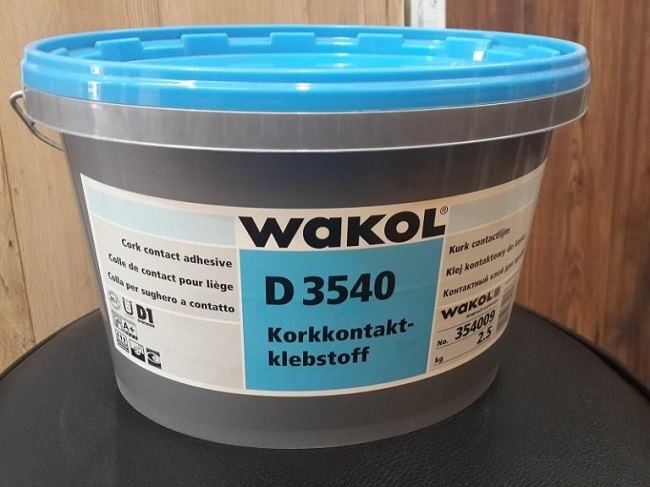 WAKOL®
D 3540
Korkkontakt-
klebstoff
Cork contact adhesive
Colle de contact pour liège
Colla per sughero a contatto
D1
A+
Kurk contactlijm
Klej kontaktowy do
Контактный клей для
WAKOL
No. 354009
kg 2.5